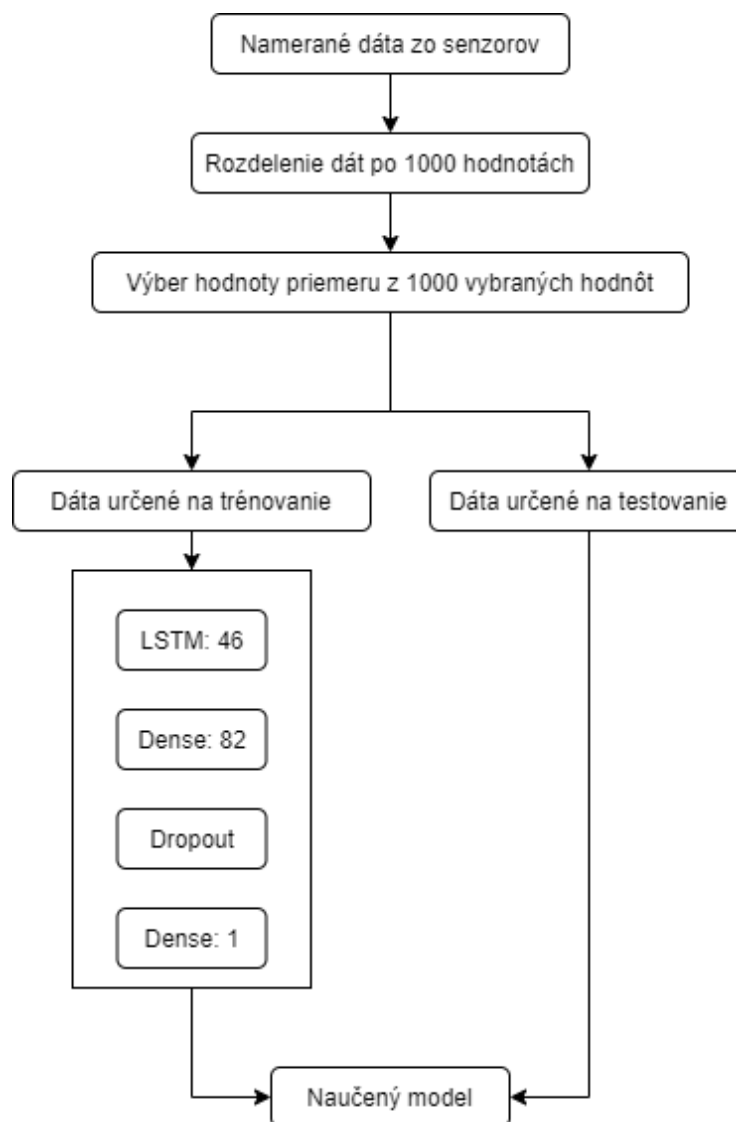 Namerané dáta zo senzorov
Rozdelenie dát po 1000 hodnotách
Výber hodnoty priemeru z 1000 vybraných hodnôt
Dáta určené na trénovanie
Dáta určené na testovanie
LSTM: 46
Dense: 82
Dropout
Dense: 1
Naučený model